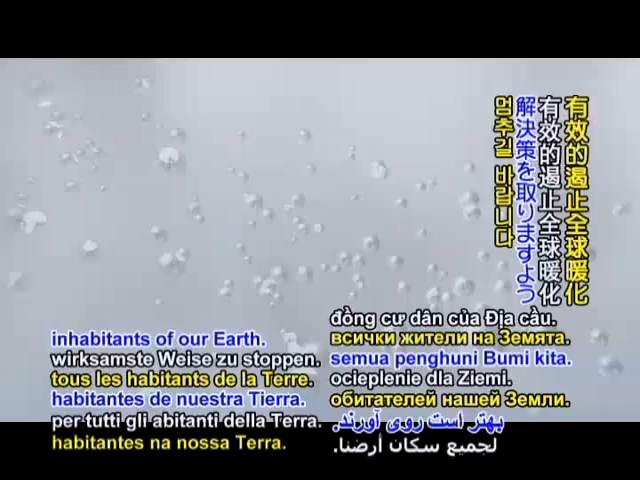 有效的遏止全球暖化
有效的遏止全球暖化
解決策を取りますよう
멈추길 바랍니다
inhabitants of our Earth.
wirksamste Weise zu stoppen.
tous les habitants de la Terre.
habitantes de nuestra Tierra.
per tutti gli abitanti della Terra.
habitantes na nossa Terra.
đồng cư dân của Địa cầu.
всички жители на Земята.
semua penghuni Bumi kita.
ocieplenie dla Ziemi.
обитателей нашей Земли.
بهتر است روی آورند.
لجميع سكان أرضنا.